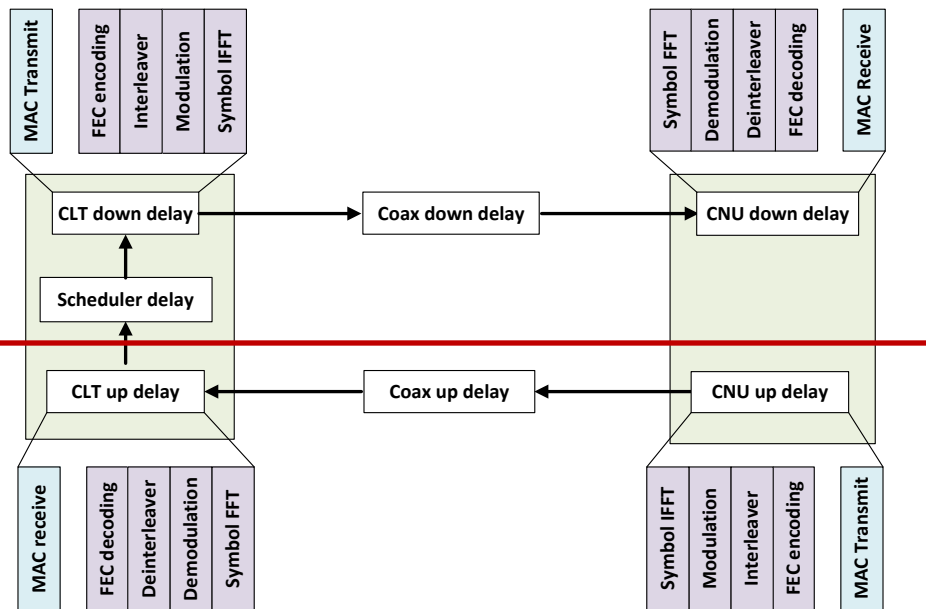 MAC Transmit
FEC encoding
Interleaver
Modulation
Symbol IFFT
Symbol FFT
Demodulation
Deinterleaver
FEC decoding
MAC Receive
CLT down delay
Coax down delay
CNU down delay
Scheduler delay
CLT up delay
Coax up delay
CNU up delay
MAC receive
FEC decoding
Deinterleaver
Demodulation
Symbol FFT
Symbol IFFT
Modulation
Interleaver
FEC encoding
MAC Transmit